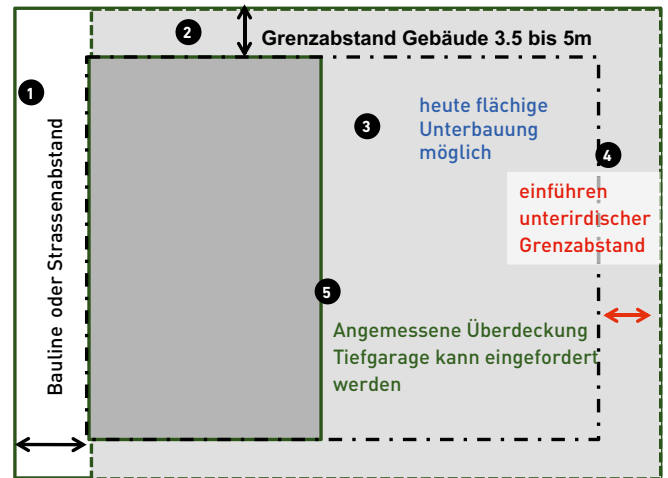 2
Grenzabstand Gebäude 3.5 bis 5m
1
3
heute flächige
Unterbauung
möglich
4
einführen
unterirdischer
Grenzabstand
Bauline oder Strassenabstand
5
Angemessene Überdeckung
Tiefgarage kann eingefordert
werden